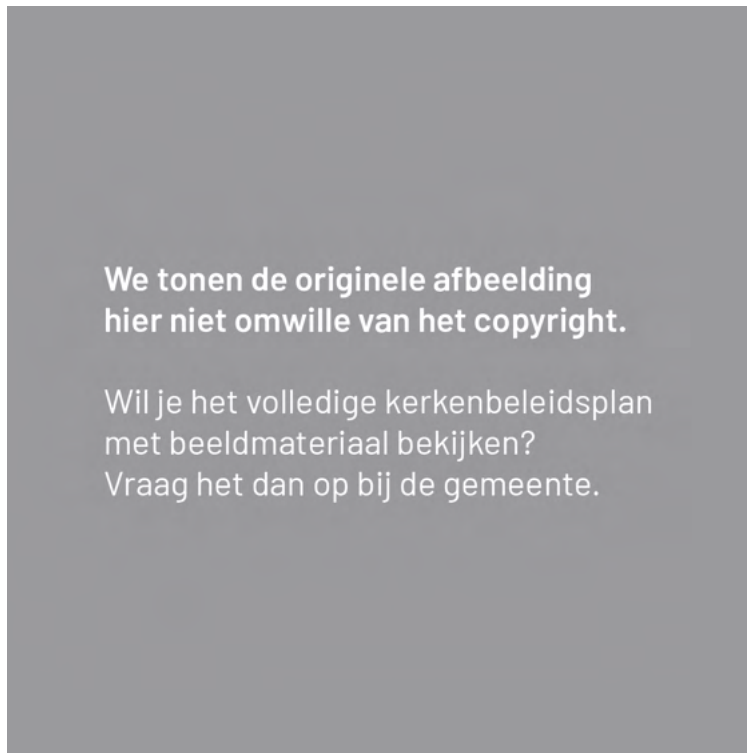 We tonen de originele afbeelding
hier niet omwille van het copyright.
Wil je het volledige kerkenbeleidsplan
met beeldmateriaal bekijken?
Vraag het dan op bij de gemeente.